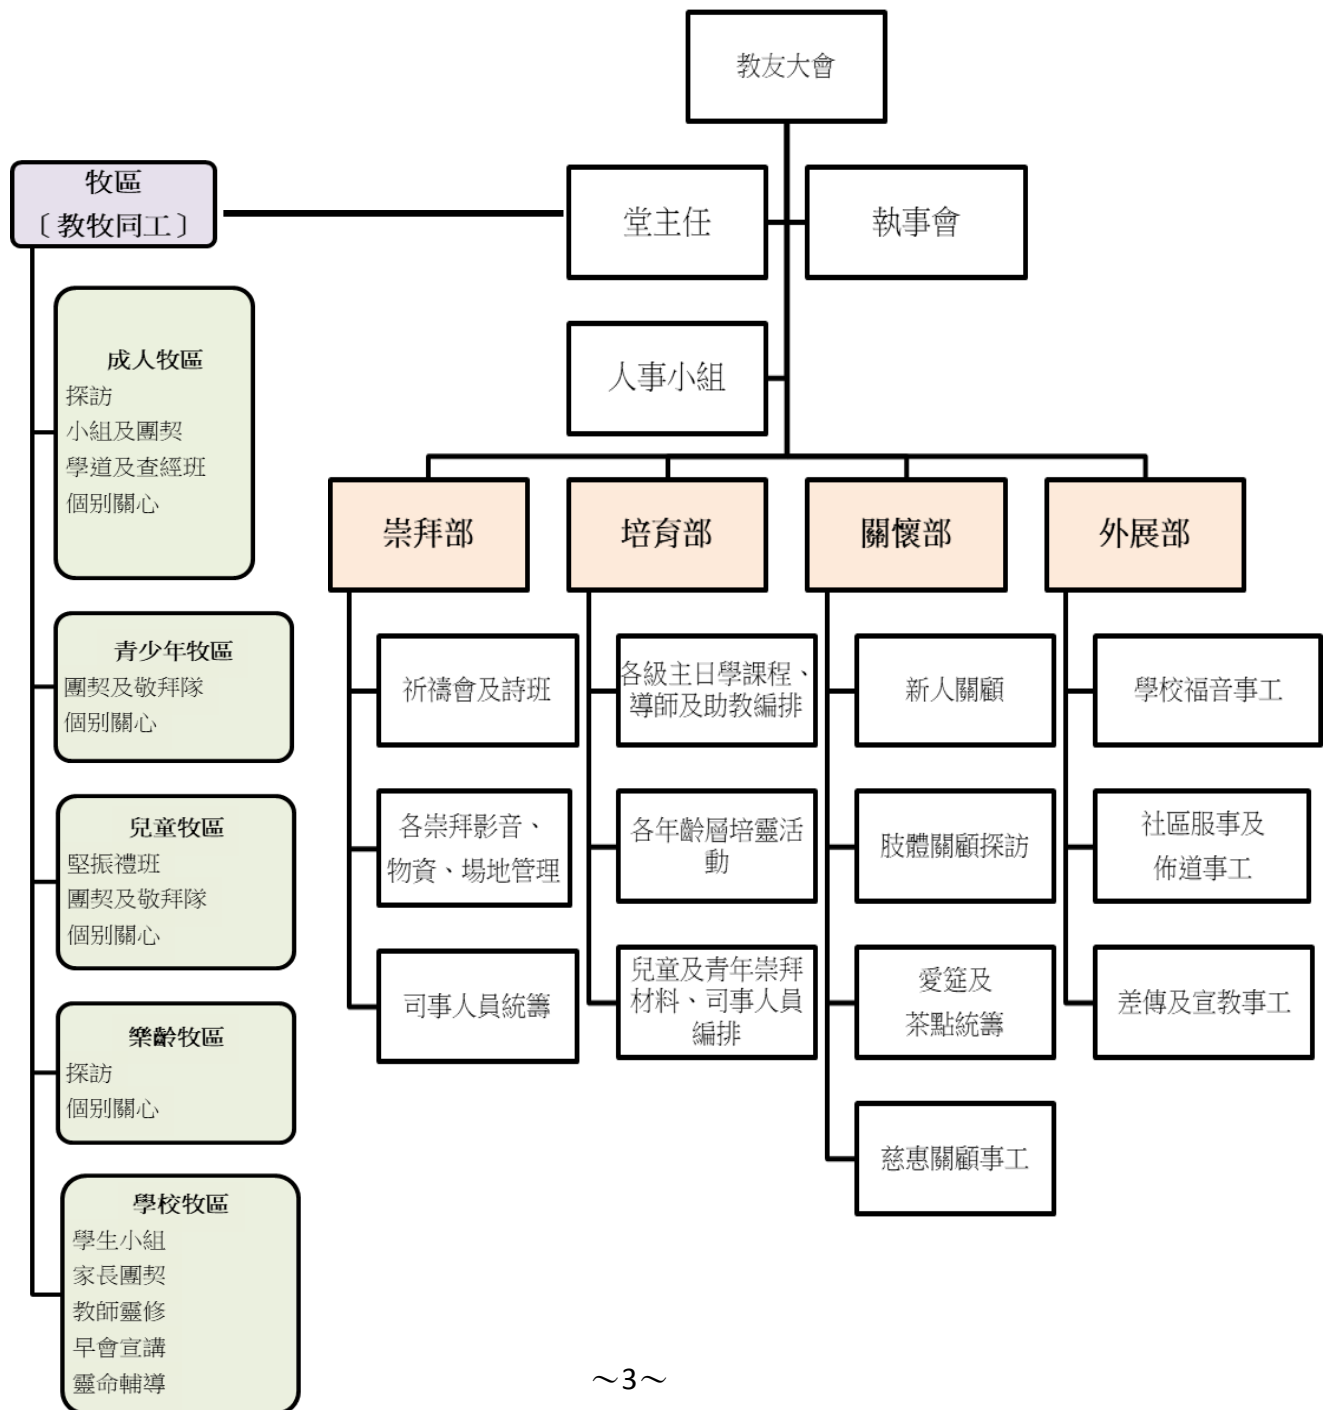 教友大會
牧區
〔教牧同工〕
堂主任
執事會
人事小組
成人牧區
探訪
小組及團契
學道及查經班
個別關心
青少年牧區
團契及敬拜隊
個別關心
兒童牧區
堅振禮班
團契及敬拜隊
個別關心
樂齡牧區
探訪
個別關心
學校牧區
學生小組
家長團契
教師靈修
早會宣講
靈命輔導
崇拜部
祈禱會及詩班
各崇拜影音、
物資、場地管理
司事人員統籌
培育部
各級主日學課程、
導師及助教編排
各年齡層培靈活
動
兒童及青年崇拜
材料、司事人員
編排
關懷部
新人關顧
肢體關顧探訪
愛筵及
茶點統籌
慈惠關顧事工
外展部
學校福音事工
社區服事及
佈道事工
差傳及宣教事工
～3～